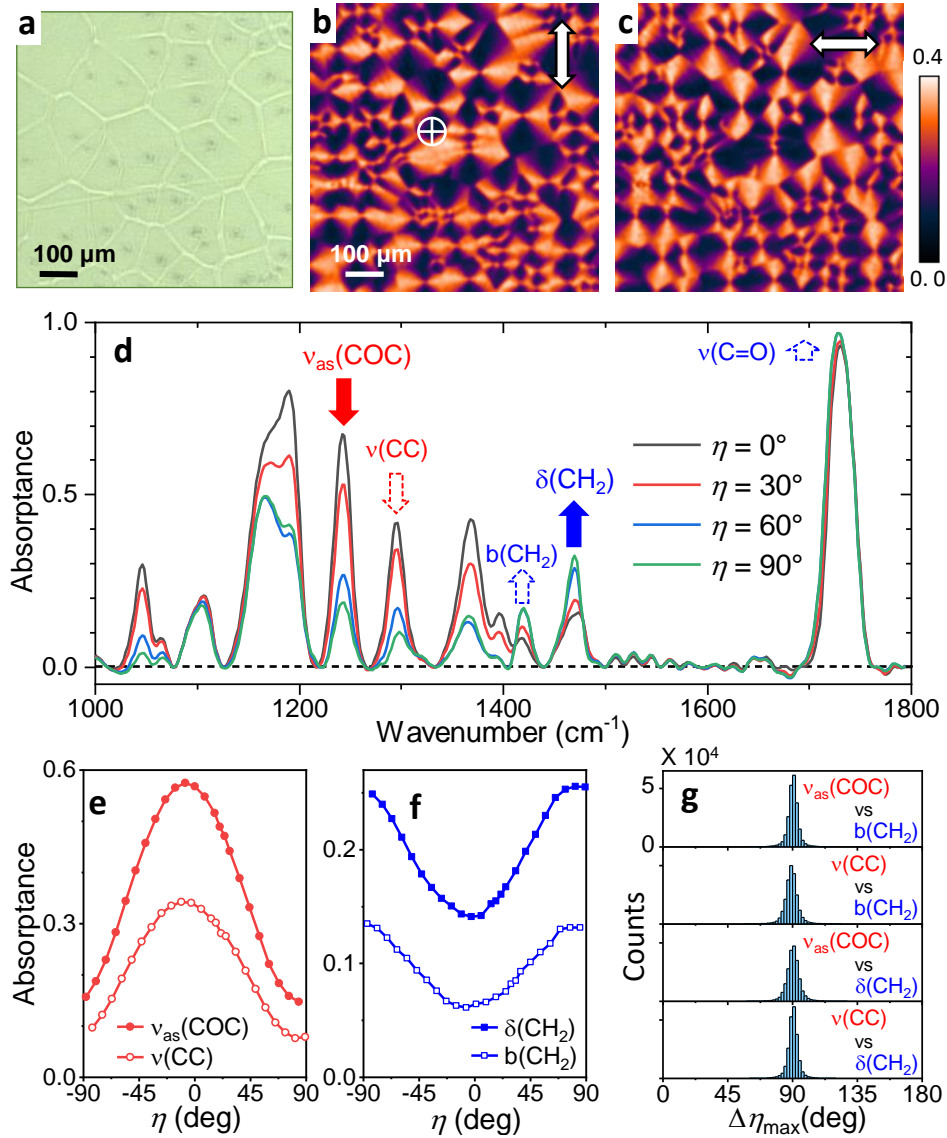 a
100 µm
b
100 µm
c
0.4
0. 0
d
1.0
0.5
0.0
Absorptance
νas(COC)
ν(CC)
b(CH2)
δ(CH2)
ν(C=O)
η = 0°
η = 30°
η = 60°
η = 90°
1000 1200 1400 1600 1800
Wavenumber (cm-1)
e
0.6
0.3
0.0
Absorptance
νas(COC)
ν(CC)
-90 -45 0 45 90
η (deg)
f
0.2
0.1
0.0
δ(CH2)
b(CH2)
-90 -45 0 45 90
η (deg)
X 10^4
g
5
0
Counts
νas(COC)
vs
b(CH2)
ν(CC)
vs
b(CH2)
νas(COC)
vs
δ(CH2)
ν(CC)
vs
δ(CH2)
0 45 90 135 180
Δηmax(deg)